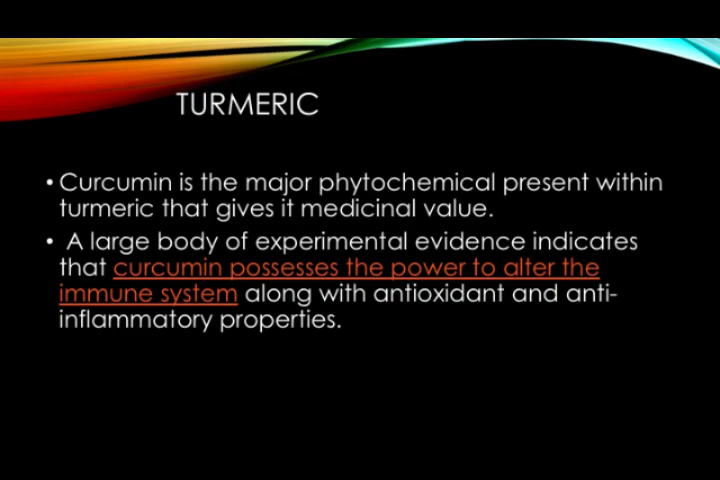 TURMERIC
• Curcumin is the major phytochemical present within
turmeric that gives it medicinal value.
• A large body of experimental evidence indicates
that curcumin possesses the power to alter the
immune system along with antioxidant and anti-
inflammatory properties.